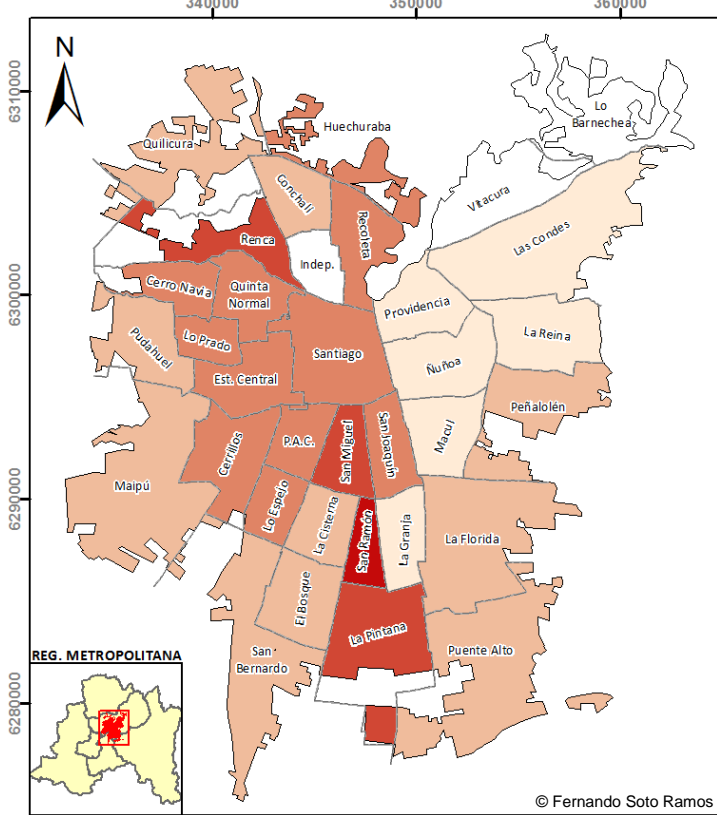 340000
350000
360000
6310000
6300000
6290000
6280000
N
Lo
Barnechea
Huechuraba
Quilicura
Conchalí
Vitacura
Recoleta
Las Condes
Renca
Indep.
Cerro Navia
Quinta
Normal
Providencia
La Reina
Pudahuel
Lo Prado
Santiago
Ñuñoa
Est. Central
Peñalolén
Macul
San Joaquín
San Miguel
P.A.C.
Cerrillos
Maipú
Lo Espejo
La Cisterna
San Ramón
La Granja
La Florida
El Bosque
La Pintana
San
Bernardo
Puente Alto
REG. METROPOLITANA
© Fernando Soto Ramos